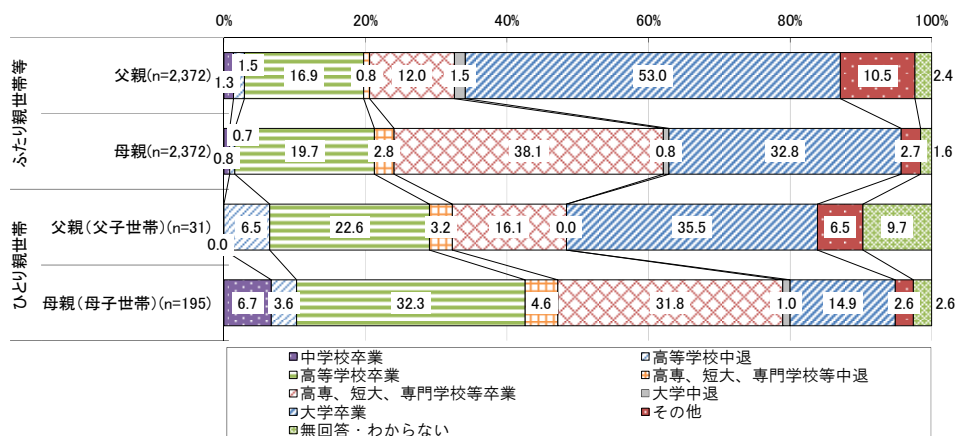 0% 20% 40% 60% 80% 100%
ふたり親世帯等
父親(n=2,372)
1.3 1.5 16.9 0.8 12.0 1.5 53.0 10.5 2.4
母親(n=2,372)
0.8 0.7 19.7 2.8 38.1 0.8 32.8 2.7 1.6
ひとり親世帯
父親(父子世帯)(n=31)
0.0 6.5 22.6 3.2 16.1 0.0 35.5 6.5 9.7
母親(母子世帯)(n=195)
6.7 3.6 32.3 4.6 31.8 1.0 14.9 2.6 2.6
中学校卒業 高等学校中退
高等学校卒業 高専、短大、専門学校等中退
高専、短大、専門学校等卒業 大学中退
大学卒業 その他
無回答・わからない